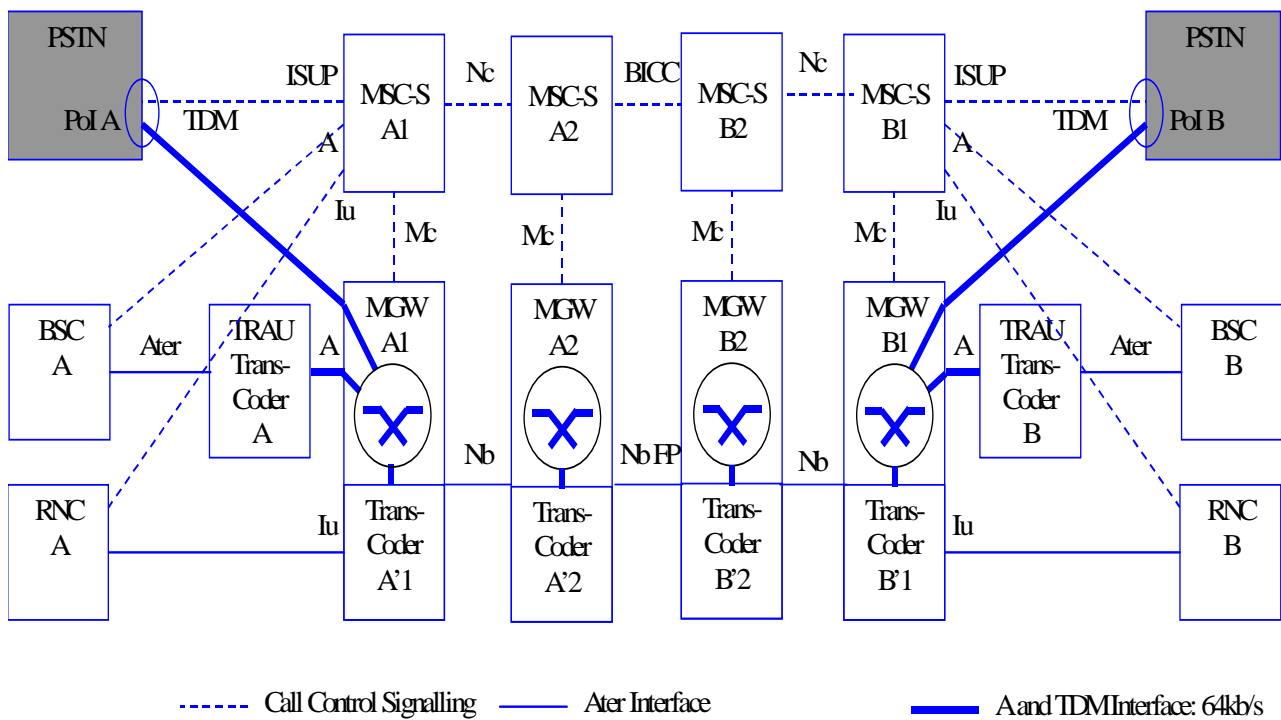 PSTN
PoI A
ISUP
TDM
A
Iu
MSC-S
A1
Nc
MSC-S
A2
BICC
MSC-S
B2
Nc
MSC-S
B1
ISUP
TDM
A
Iu
PSTN
PoI B
Mc
Mc
Mc
Mc
BSC
A
Ater
TRAU
Trans-
Coder
A
A
MGW
A1
MGW
A2
MGW
B2
MGW
B1
A
TRAU
Trans-
Coder
B
Ater
BSC
B
Nb
Nb FP
Nb
RNC
A
Iu
Trans-
Coder
A'1
Trans-
Coder
A'2
Trans-
Coder
B'2
Trans-
Coder
B'1
Iu
RNC
B
Call Control Signalling
Ater Interface
A and TDM Interface: 64kb/s